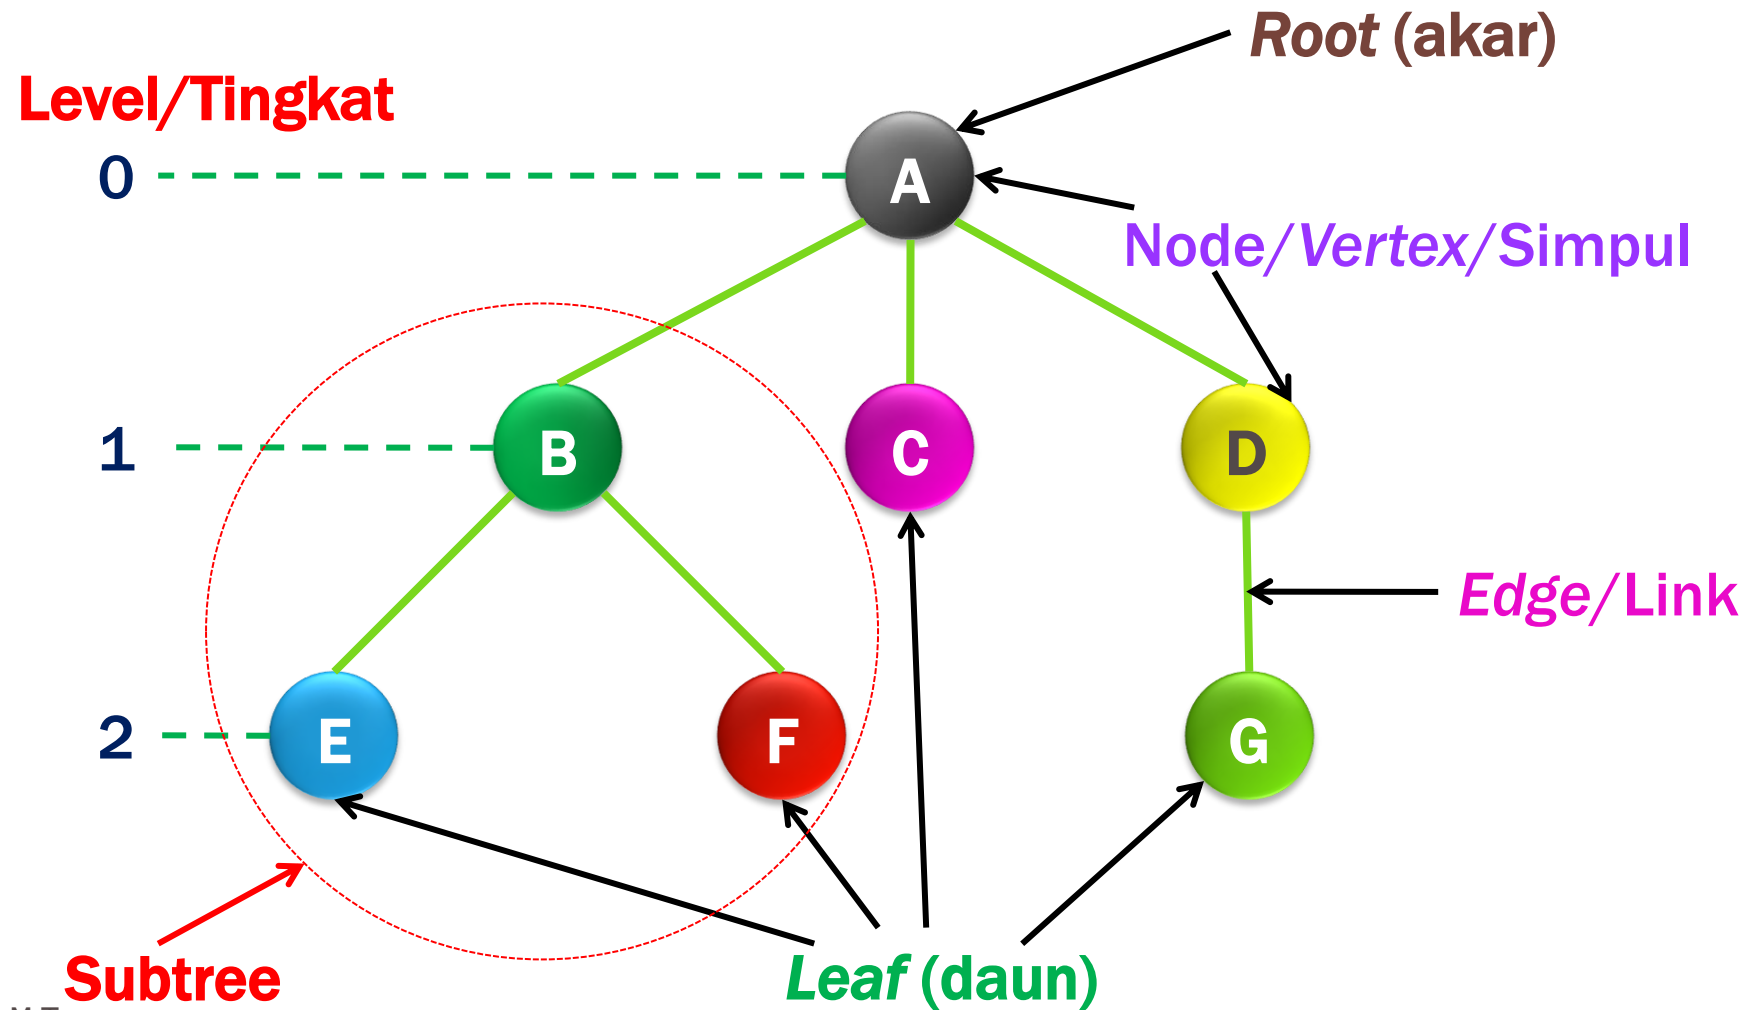 Root (akar)
Level/Tingkat
0
A
Node/Vertex/Simpul
1
B
C
D
Edge/Link
2
E
F
G
Subtree
Leaf (daun)